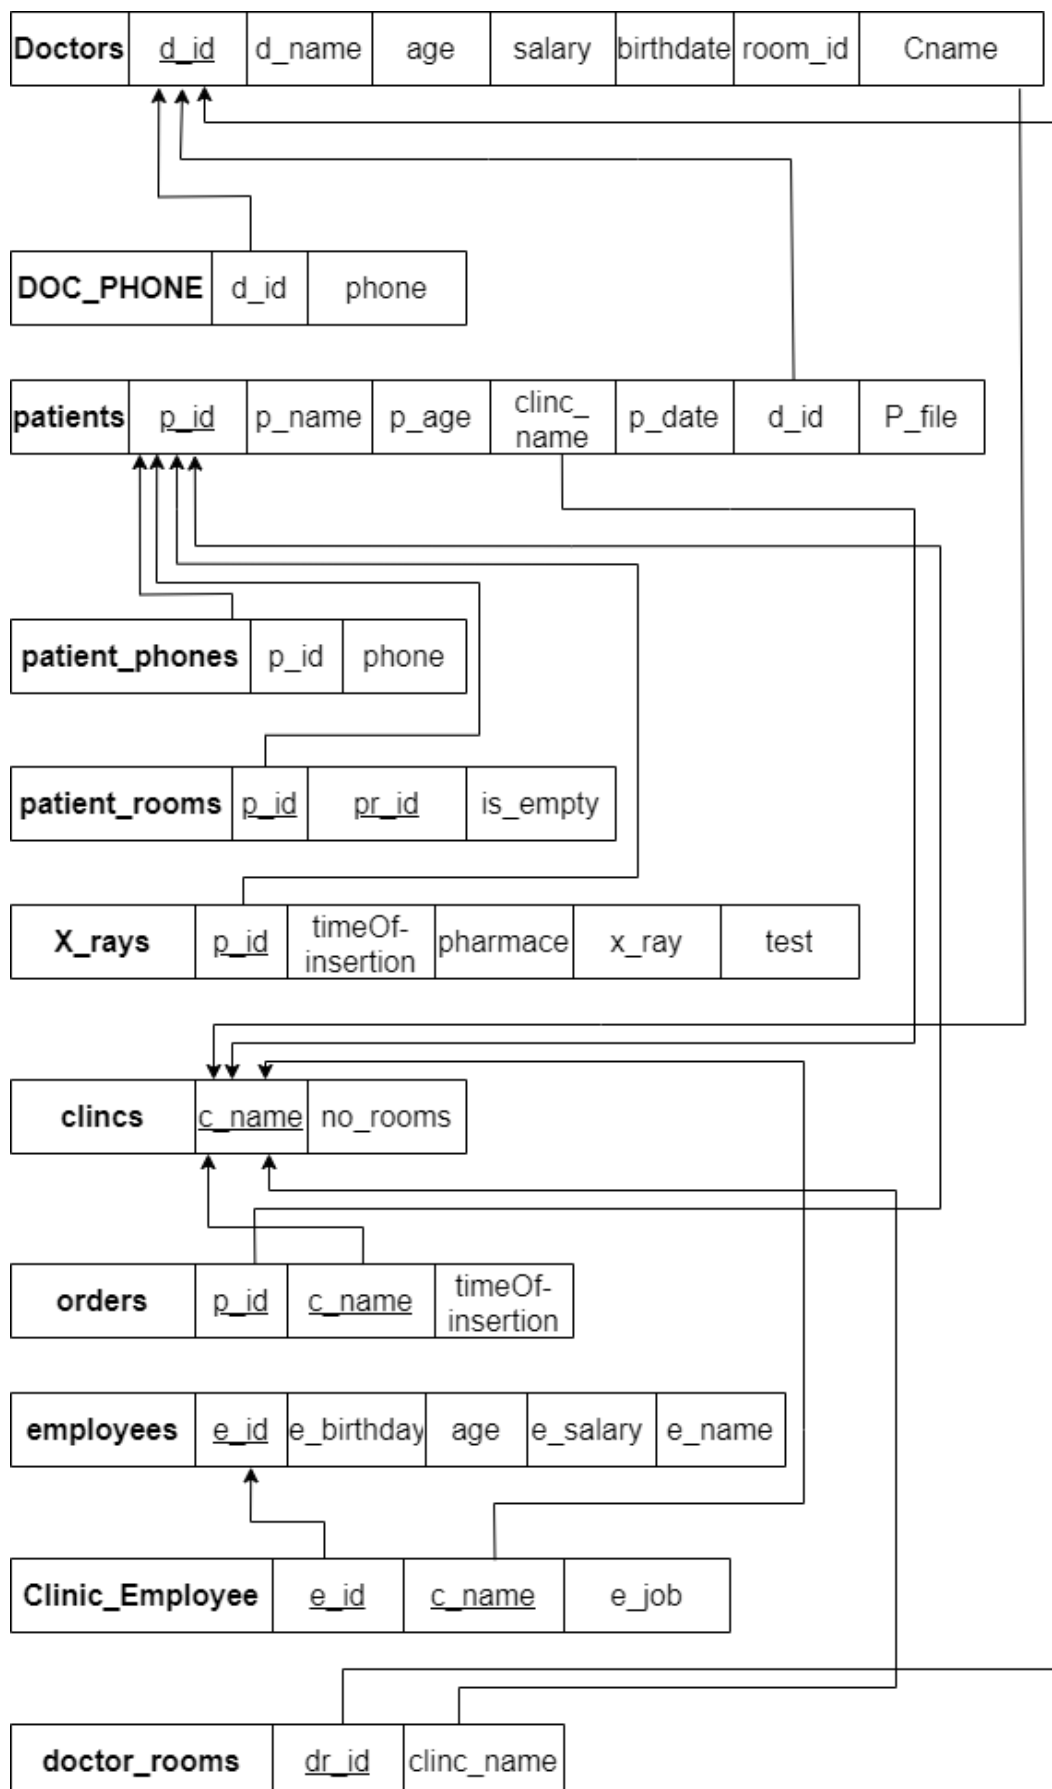 Doctors d_id d_name age salary birthdate room_id Cname
DOC_PHONE d_id phone
patients p_id p_name p_age clinc_
name p_date d_id P_file
patient_phones p_id phone
patient_rooms p_id pr_id is_empty
X_rays p_id timeOf-
insertion pharmace x_ray test
clincs c_name no_rooms
orders p_id c_name timeOf-
insertion
employees e_id e_birthday age e_salary e_name
Clinic_Employee e_id c_name e_job
doctor_rooms dr_id clinc_name